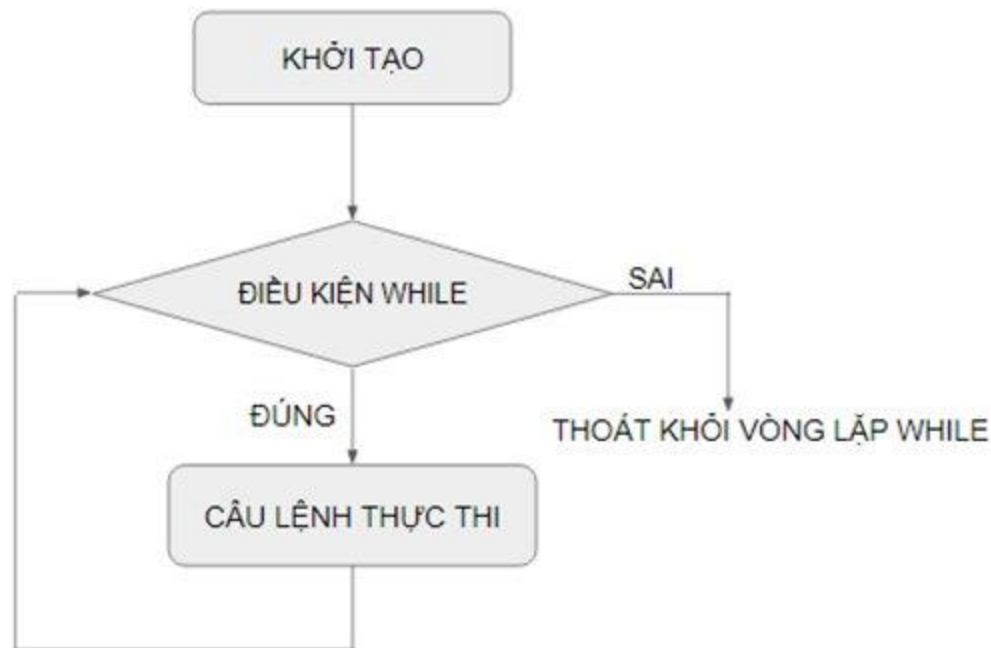 KHỞI TẠO
ĐIỀU KIỆN WHILE
SAI
ĐÚNG
THOÁT KHỎI VÒNG LẶP WHILE
CÂU LỆNH THỰC THI